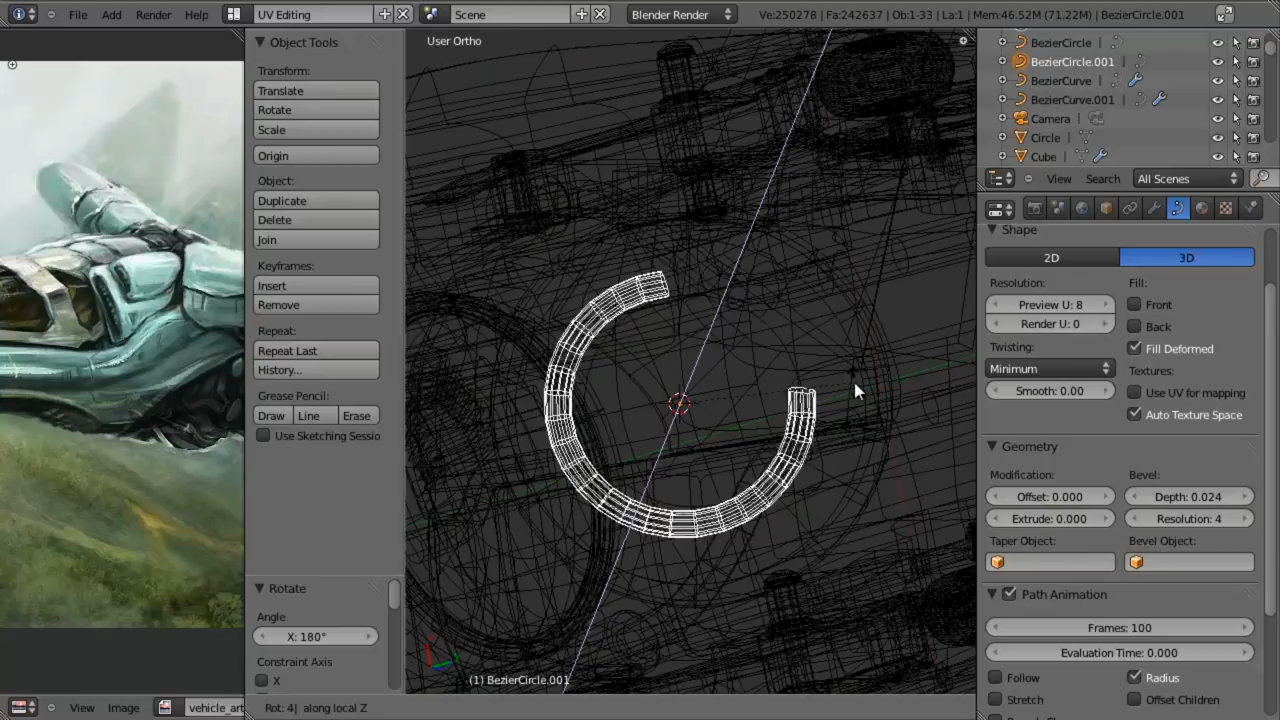 File Add Render Help UV Editing Scene Blender Render Ve:250278 | Fa:242637 | Ob:1-33 | La:1 | Mem:46.52M (71.22M) | BezierCircle.001
Object Tools
Transform:
Translate
Rotate
Scale
Origin
Object:
Duplicate
Delete
Join
Keyframes:
Insert
Remove
Repeat:
Repeat Last
History...
Grease Pencil:
Draw Line Erase
Use Sketching Sessio
Rotate
Angle
X: 180°
Constraint Axis
X
View Image vehicle_art
User Ortho
(1) BezierCircle.001
Rot: 4| along local Z
BezierCircle
BezierCircle.001
BezierCurve
BezierCurve.001
Camera
Circle
Cube
View Search All Scenes
Shape
2D 3D
Resolution: Fill:
Preview U: 8 Front
Render U: 0 Back
Twisting: Fill Deformed
Minimum Textures:
Smooth: 0.00 Use UV for mapping
Auto Texture Space
Geometry
Modification: Bevel:
Offset: 0.000 Depth: 0.024
Extrude: 0.000 Resolution: 4
Taper Object: Bevel Object:
Path Animation
Frames: 100
Evaluation Time: 0.000
Follow Radius
Stretch Offset Children